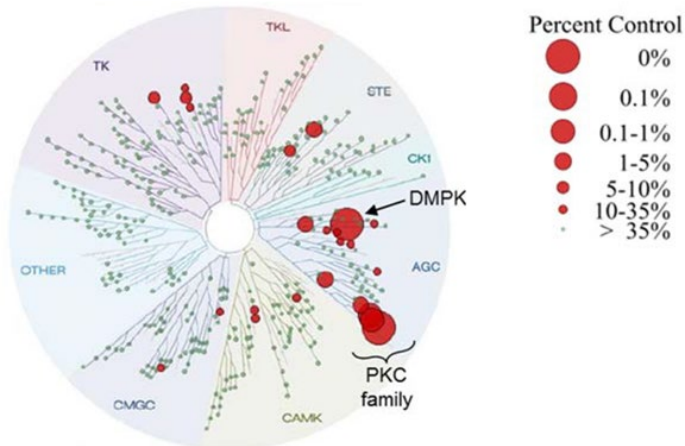 TKL
TK
STE
CK1
DMPK
AGC
OTHER
PKC
family
CMGC
CAMK
Percent Control
0%
0.1%
0.1-1%
1-5%
5-10%
10-35%
> 35%